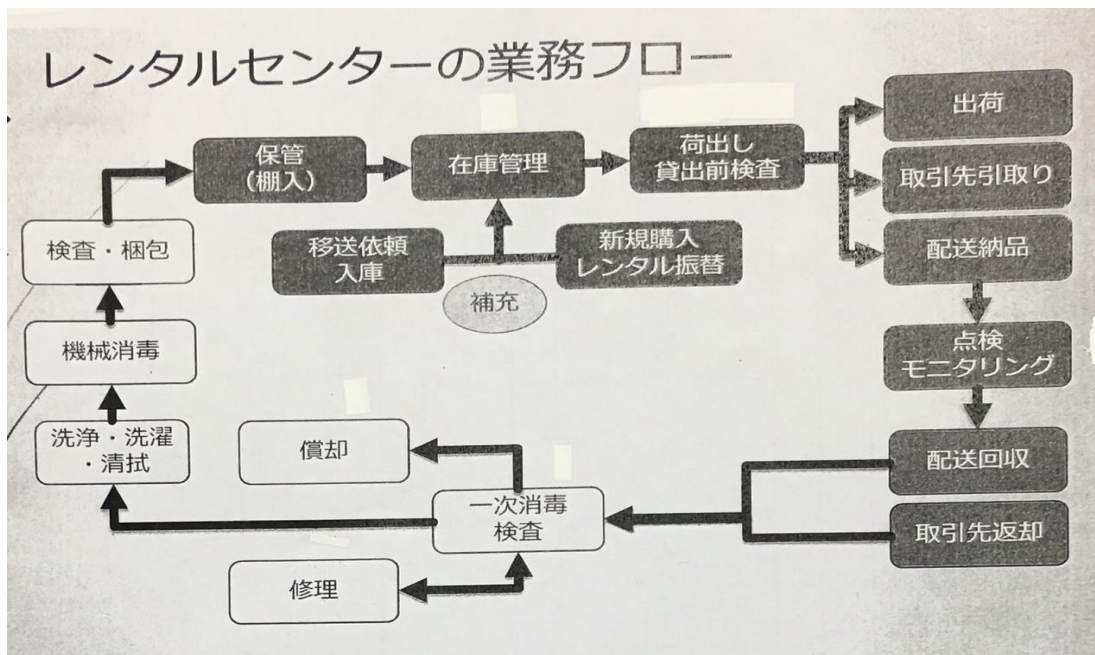 レンタルセンターの業務フロー
保管
（棚入）
在庫管理
荷出し
貸出前検査
出荷
取引先引取り
配送納品
検査・梱包
移送依頼
入庫
新規購入
レンタル振替
補充
機械消毒
点検
モニタリング
洗浄・洗濯
・清拭
償却
配送回収
一次消毒
検査
取引先返却
修理